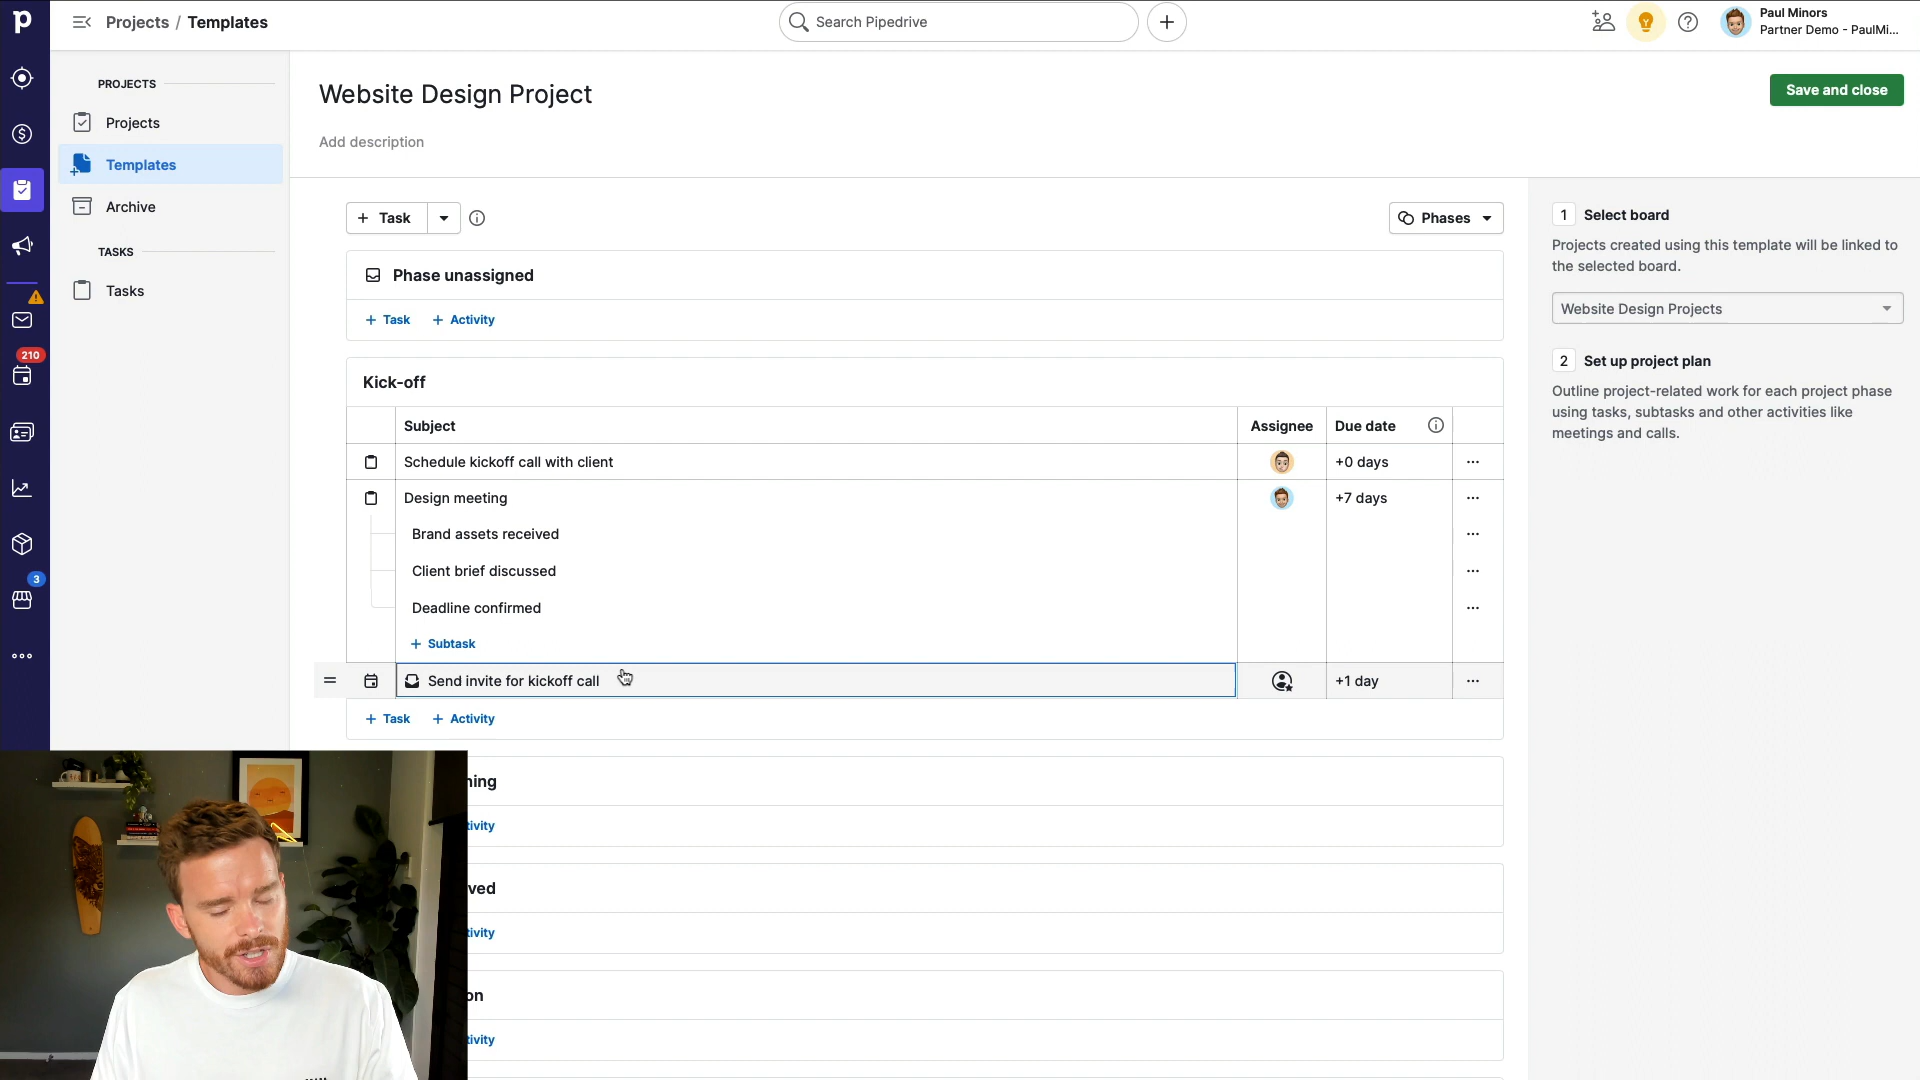 Projects / Templates
Search Pipedrive
Paul Minors
Partner Demo - PaulMi...
PROJECTS
Projects
Templates
Archive
TASKS
Tasks
210
3
Website Design Project
Save and close
Add description
Task
Phases
Phase unassigned
+ Task + Activity
Kick-off
Subject
Assignee
Due date
Schedule kickoff call with client
+0 days
Design meeting
+7 days
Brand assets received
Client brief discussed
Deadline confirmed
+ Subtask
Send invite for kickoff call
+1 day
+ Task + Activity
ning
tivity
ved
tivity
on
tivity
1 Select board
Projects created using this template will be linked to
the selected board.
Website Design Projects
2 Set up project plan
Outline project-related work for each project phase
using tasks, subtasks and other activities like
meetings and calls.